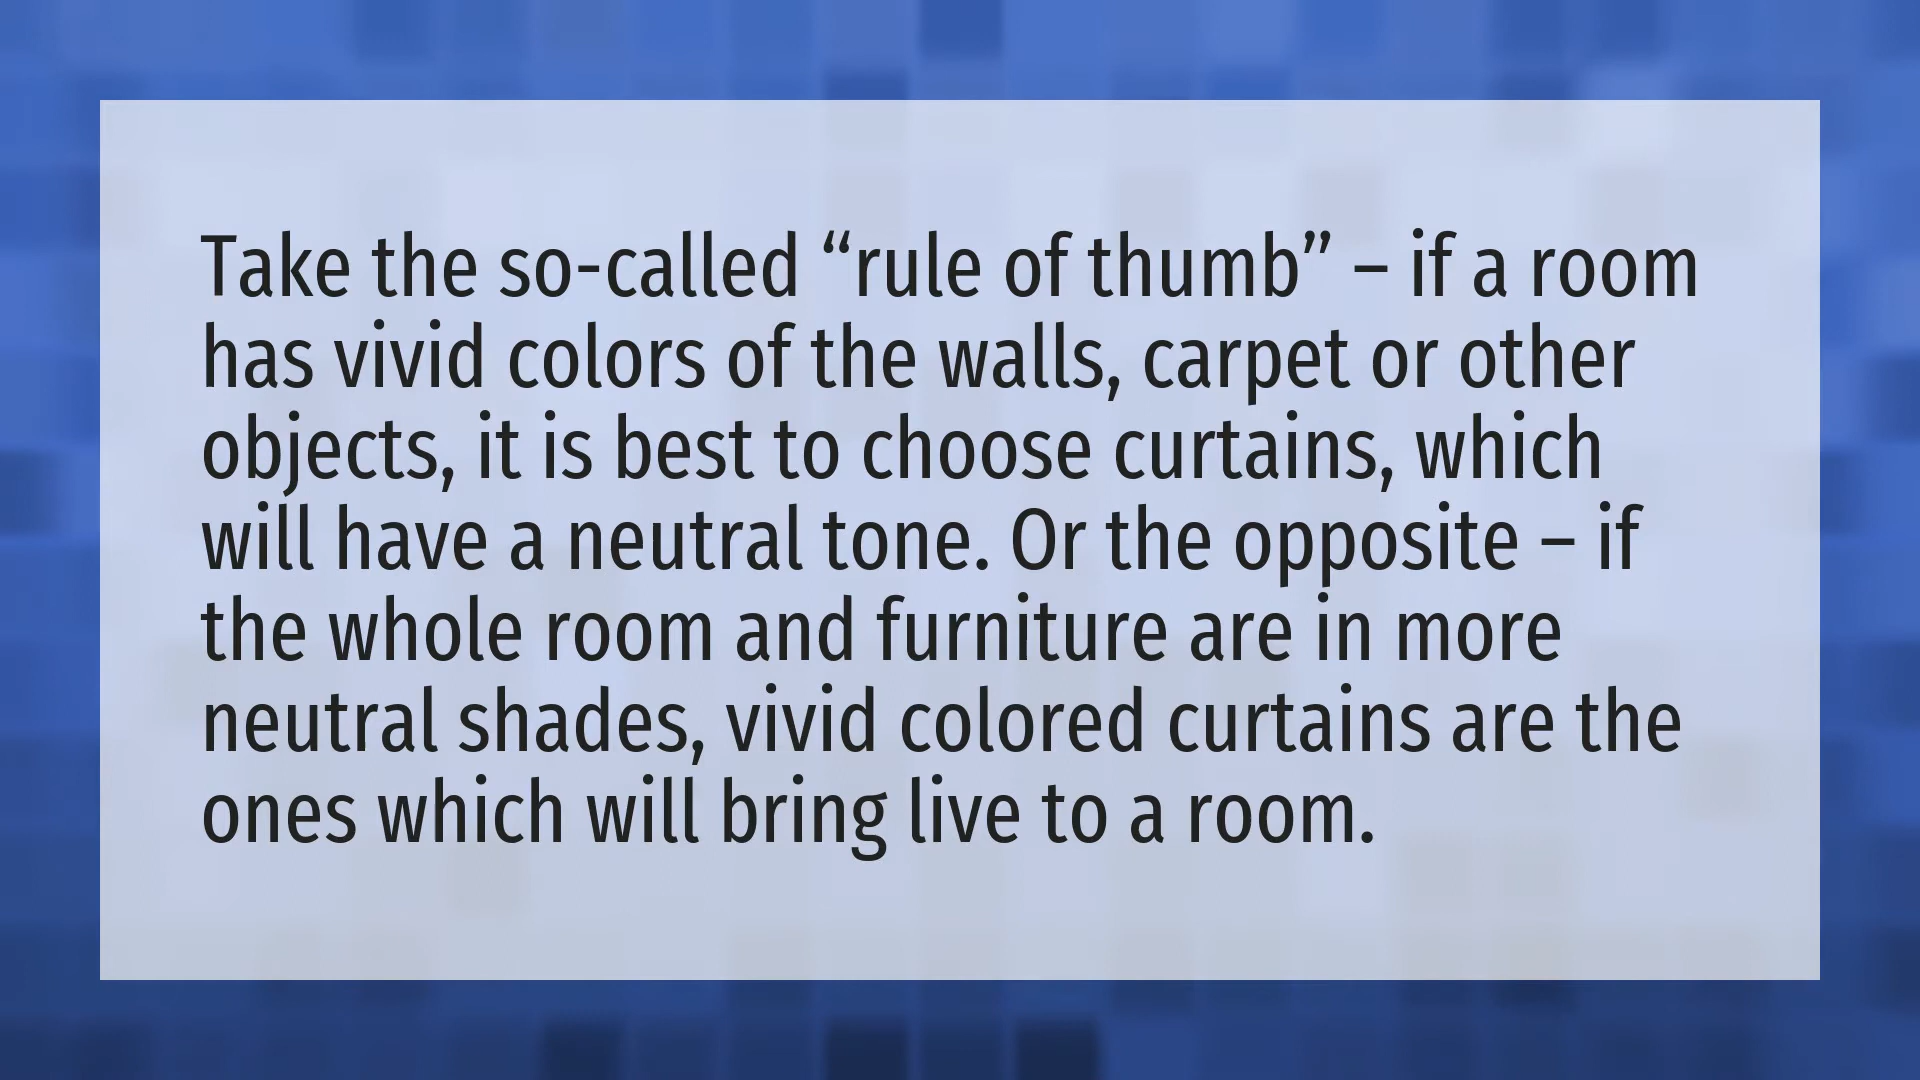 Take the so-called “rule of thumb” – if a room
has vivid colors of the walls, carpet or other
objects, it is best to choose curtains, which
will have a neutral tone. Or the opposite – if
the whole room and furniture are in more
neutral shades, vivid colored curtains are the
ones which will bring live to a room.